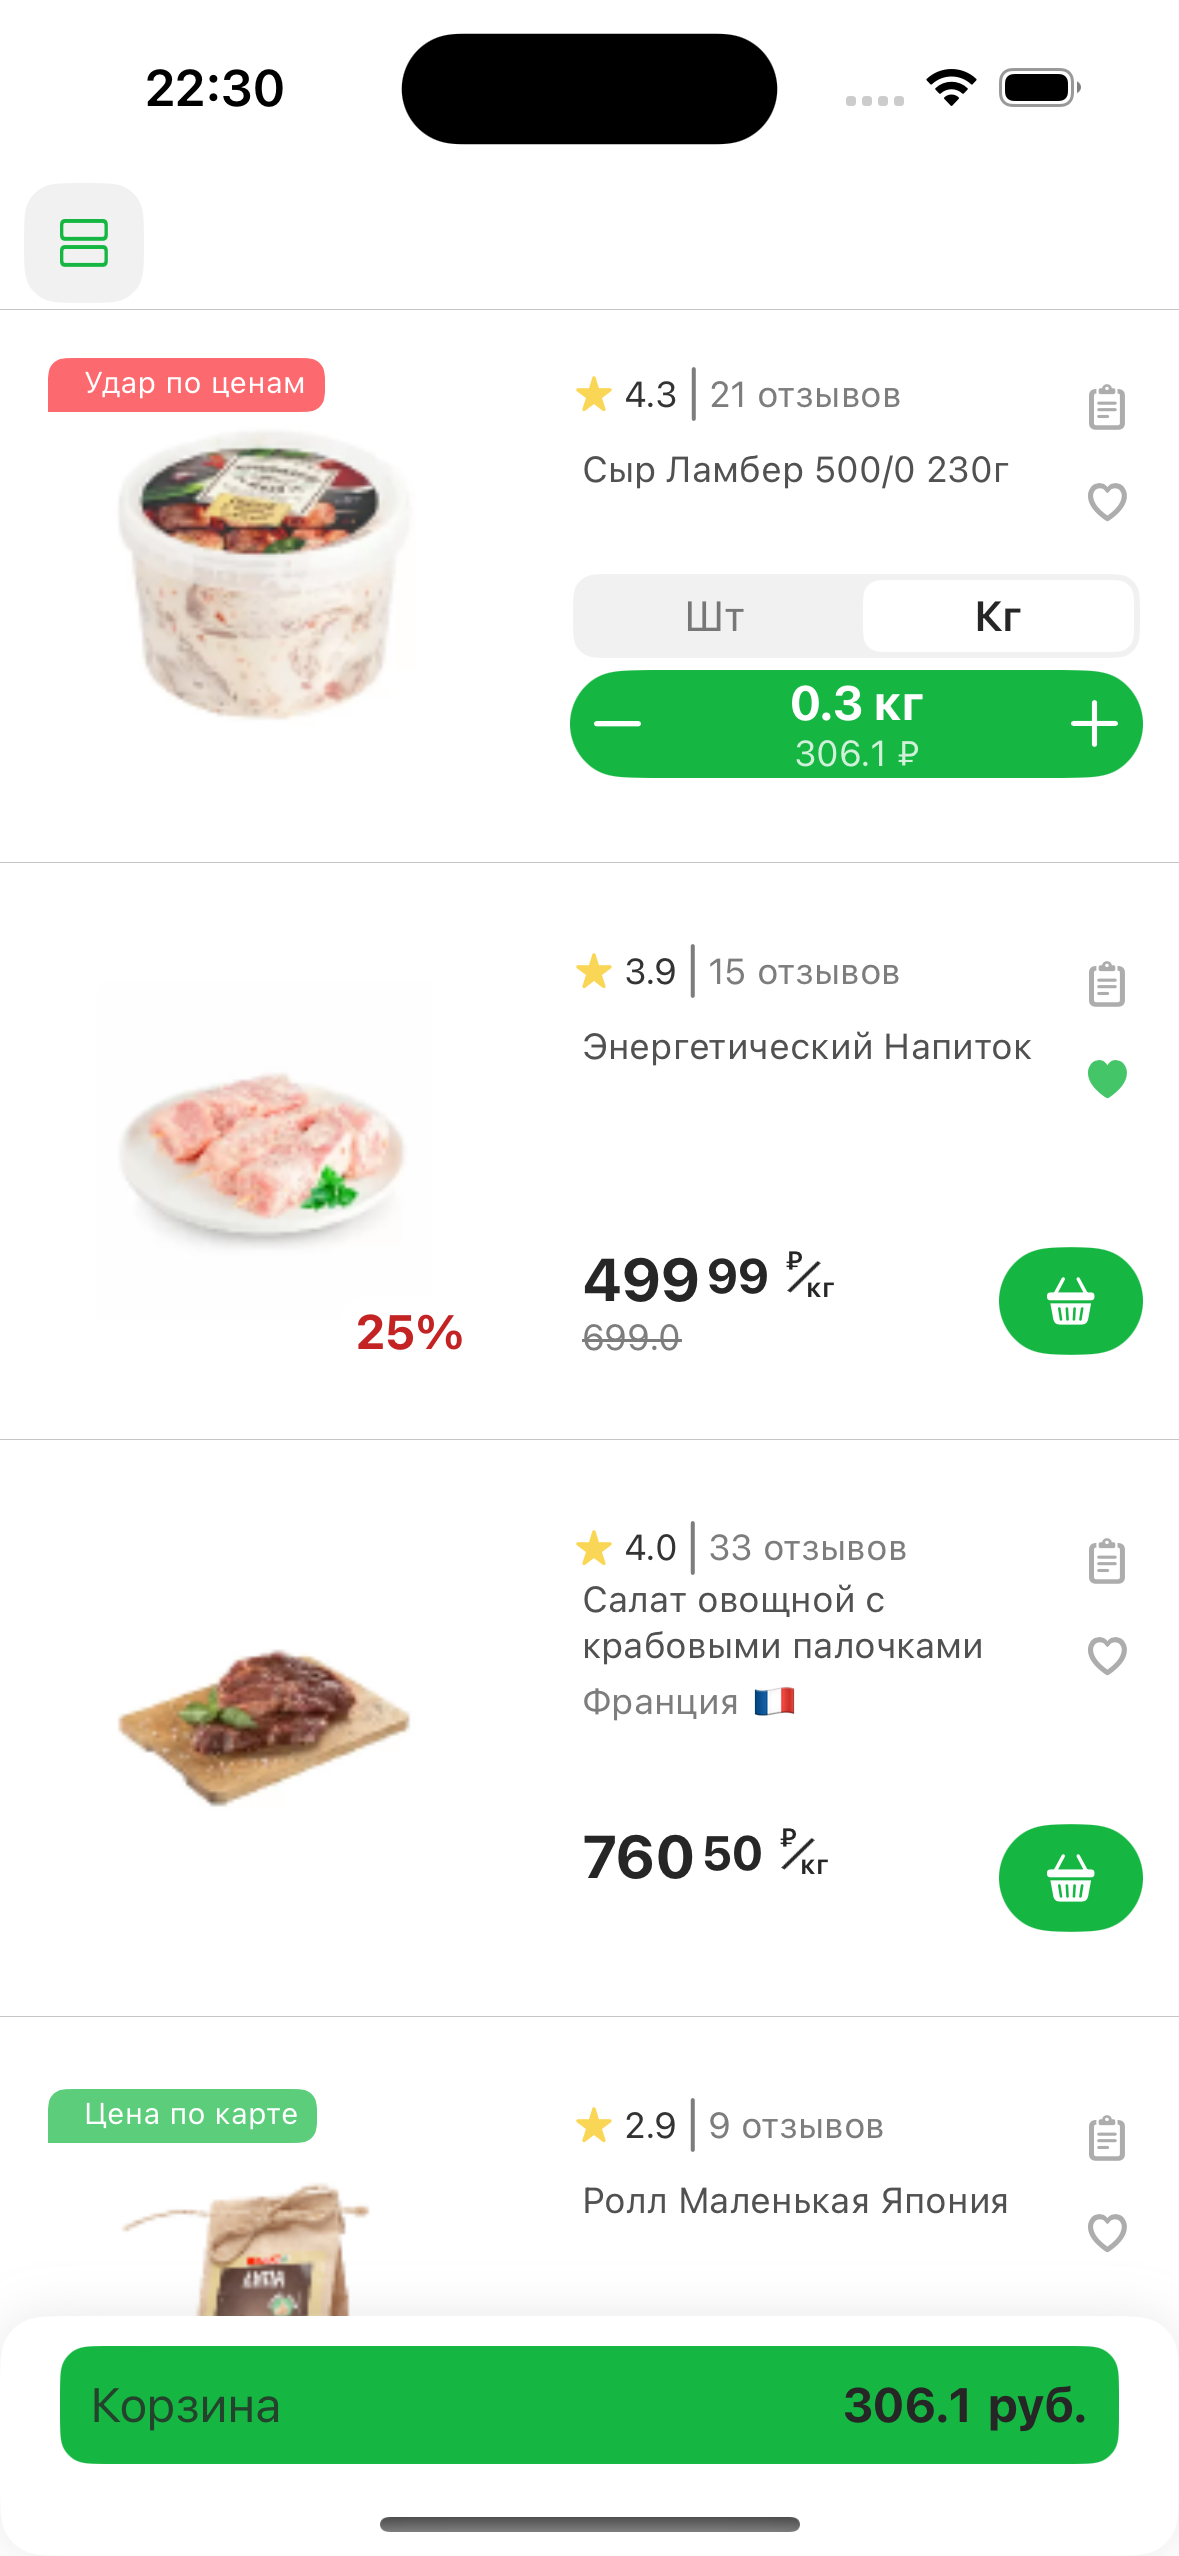 22:30
Удар по ценам
4.3 | 21 отзывов
Сыр Ламбер 500/0 230г
Шт Кг
0.3 кг
306.1 ₽
3.9 | 15 отзывов
Энергетический Напиток
499 99 ₽/кг
25%
699.0
4.0 | 33 отзывов
Салат овощной с
крабовыми палочками
Франция 🇫🇷
760 50 ₽/кг
Цена по карте
2.9 | 9 отзывов
Ролл Маленькая Япония
Корзина 306.1 руб.